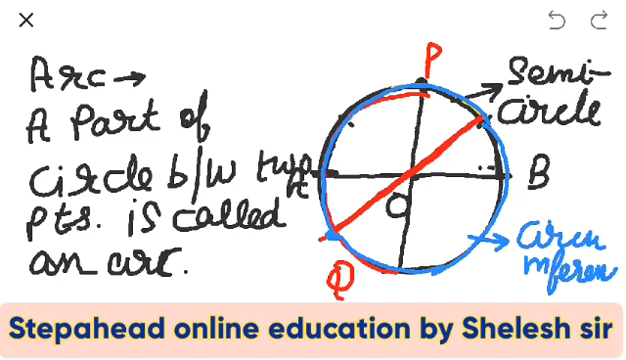 Arc →
A Part of
Circle b/w two
pts. is called
an arc.
P
Semi-
Circle
B
O
Q
Circu
mferen
Stepahead online education by Shelesh sir